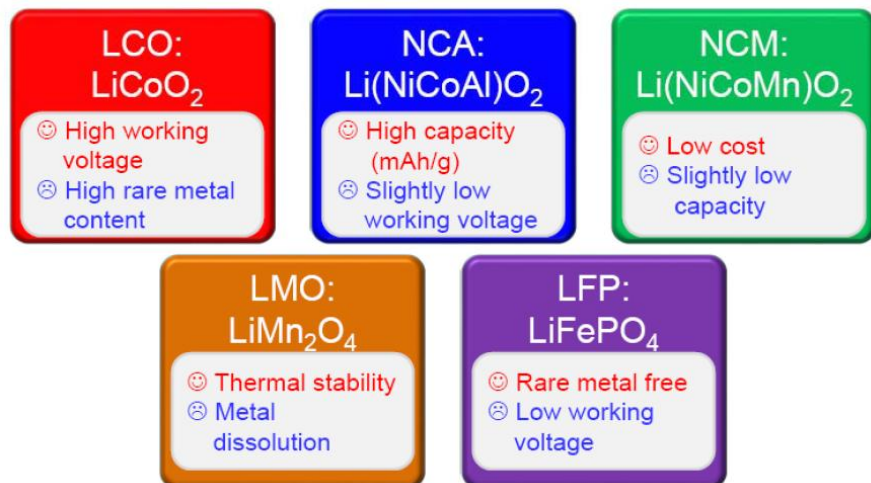 LCO:
LiCoO₂
☺ High working
voltage
☹ High rare metal
content
NCA:
Li(NiCoAl)O₂
☺ High capacity
(mAh/g)
☹ Slightly low
working voltage
NCM:
Li(NiCoMn)O₂
☺ Low cost
☹ Slightly low
capacity
LMO:
LiMn₂O₄
☺ Thermal stability
☹ Metal
dissolution
LFP:
LiFePO₄
☺ Rare metal free
☹ Low working
voltage